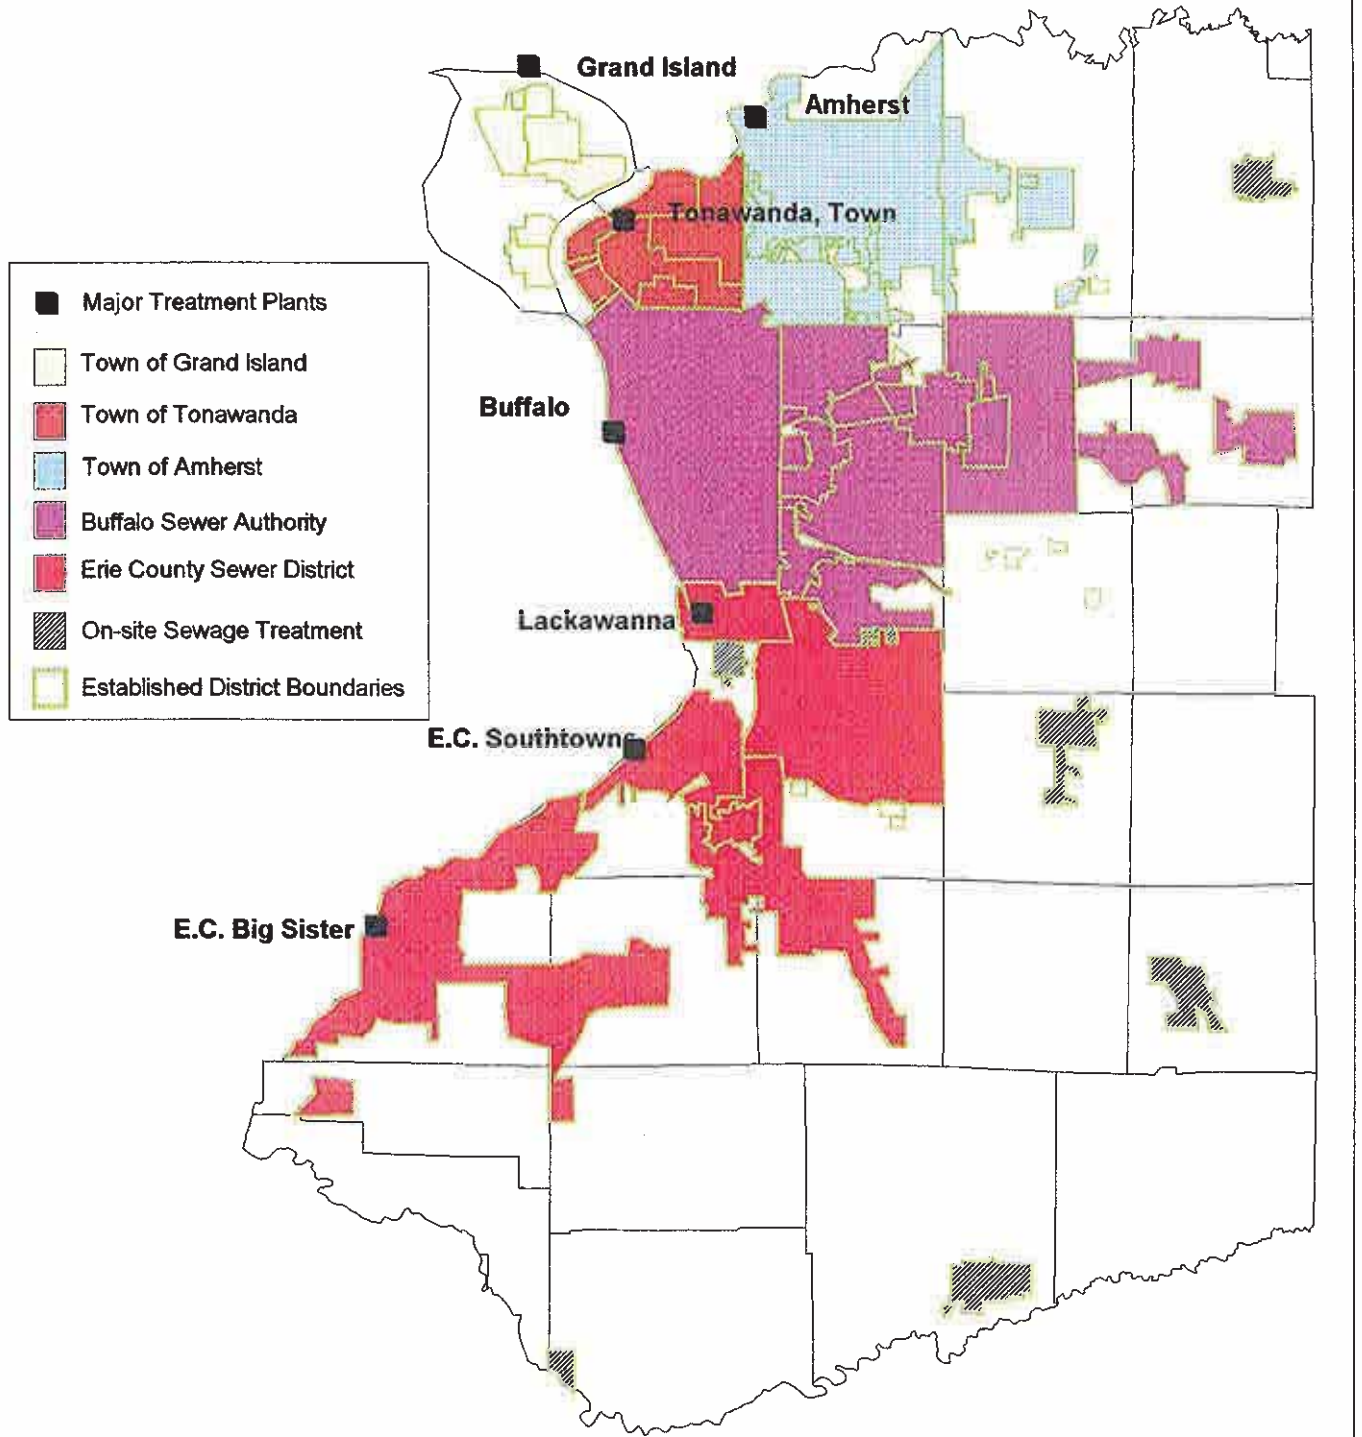 Grand Island
Amherst
Tonawanda, Town
Major Treatment Plants
Town of Grand Island
Town of Tonawanda
Buffalo
Town of Amherst
Buffalo Sewer Authority
Erie County Sewer District
Lackawanna
On-site Sewage Treatment
Established District Boundaries
E.C. Southtowns
E.C. Big Sister